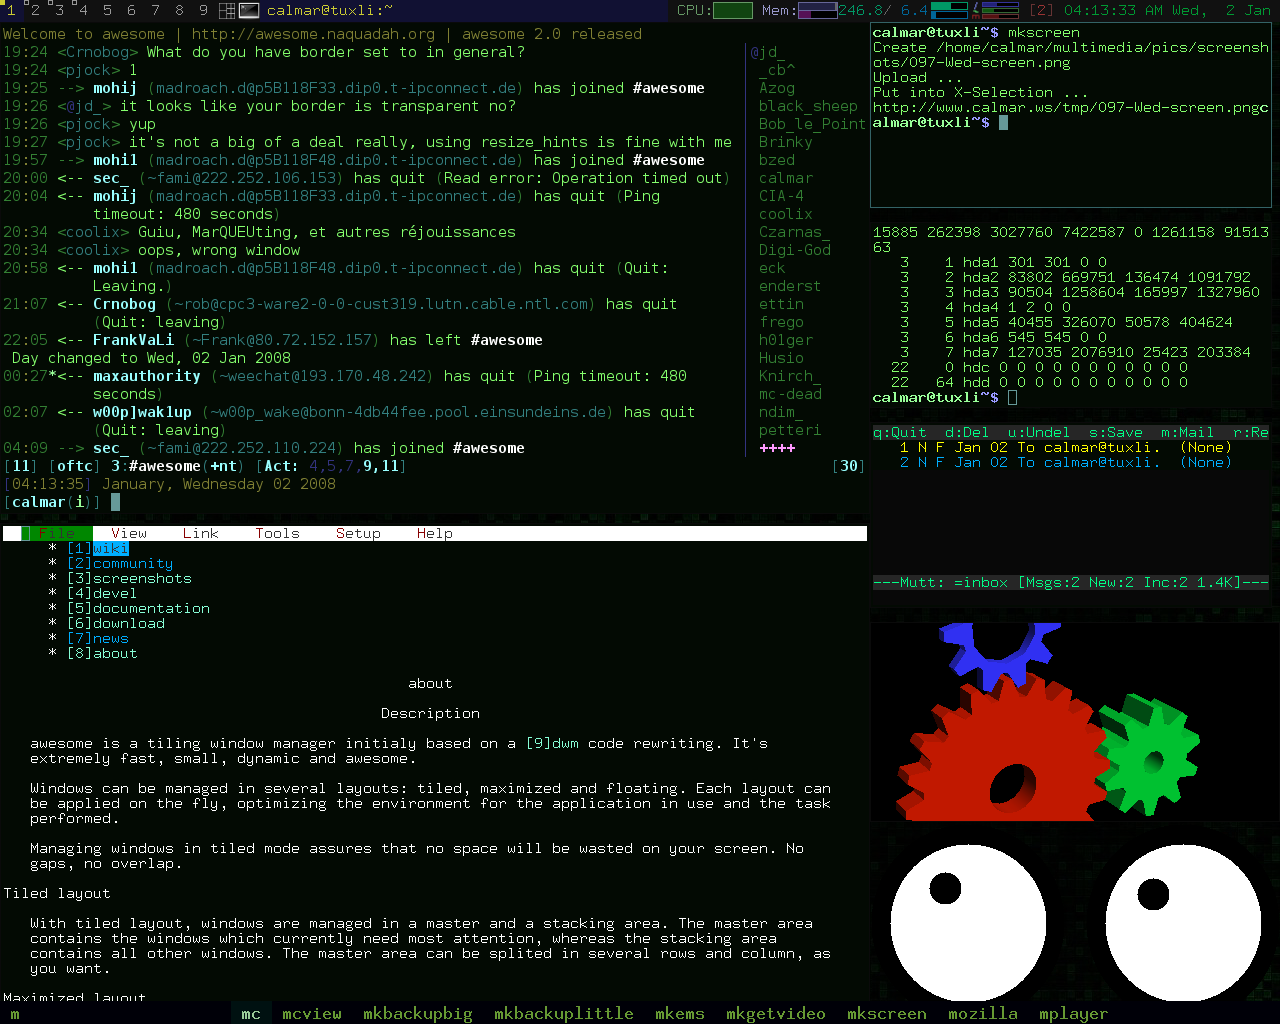 1 2 3 4 5 6 7 8 9 calmar@tuxli:~ CPU: Mem: 246.8/ 6.4 [2] 04:13:33 AM Wed, 2 Jan
Welcome to awesome | http://awesome.naquadah.org | awesome 2.0 released
19:24 <Crnobog> What do you have border set to in general?
19:24 <pjock> 1
19:25 --> mohij (madroach.d@p5B118F33.dip0.t-ipconnect.de) has joined #awesome
19:26 <@jd_> it looks like your border is transparent no?
19:26 <pjock> yup
19:27 <pjock> it's not a big of a deal really, using resize_hints is fine with me
19:57 --> mohil (madroach.d@p5B118F48.dip0.t-ipconnect.de) has joined #awesome
20:00 <-- sec_ (~fami@222.252.106.153) has quit (Read error: Operation timed out)
20:04 <-- mohij (madroach.d@p5B118F33.dip0.t-ipconnect.de) has quit (Ping
timeout: 480 seconds)
20:34 <coolix> Guiu, MarQUEUting, et autres réjouissances
20:34 <coolix> oops, wrong window
20:58 <-- mohil (madroach.d@p5B118F48.dip0.t-ipconnect.de) has quit (Quit:
Leaving.)
21:07 <-- Crnobog (~rob@cpc3-ware2-0-0-cust319.lutn.cable.ntl.com) has quit
(Quit: leaving)
22:05 <-- FrankVaLi (~Frank@80.72.152.157) has left #awesome
Day changed to Wed, 02 Jan 2008
00:27*<-- maxauthority (~weechat@193.170.48.242) has quit (Ping timeout: 480
seconds)
02:07 <-- w00p]wak1up (~w00p_wake@bonn-4db44fee.pool.einsundeins.de) has quit
(Quit: leaving)
04:09 --> sec_ (~fami@222.252.110.224) has joined #awesome
[11] [oftc] 3:#awesome(+nt) [Act: 4,5,7,9,11] [30]
[04:13:35] January, Wednesday 02 2008
[calmar(i)]
@jd_
_cb^
Azog
black_sheep
Bob_le_Point
Brinky
bzed
calmar
CIA-4
coolix
Czarnas_
Digi-God
eck
enderst
ettin
frego
h01ger
Husio
Knirch_
mc-dead
ndim_
petteri
++++
calmar@tuxli~$ mkscreen
Create /home/calmar/multimedia/pics/screensh
ots/097-Wed-screen.png
Upload ...
Put into X-Selection ...
http://www.calmar.ws/tmp/097-Wed-screen.pngc
almar@tuxli~$
15885 262398 3027760 7422587 0 1261158 91513
63
3 1 hda1 301 301 0 0
3 2 hda2 83802 669751 136474 1091792
3 3 hda3 90504 1258604 165997 1327960
3 4 hda4 1 2 0 0
3 5 hda5 40455 326070 50578 404624
3 6 hda6 545 545 0 0
3 7 hda7 127035 2076910 25423 203384
22 0 hdc 0 0 0 0 0 0 0 0 0 0 0
22 64 hdd 0 0 0 0 0 0 0 0 0 0 0
calmar@tuxli~$
q:Quit d:Del u:Undel s:Save m:Mail r:Re
1 N F Jan 02 To calmar@tuxli. (None)
2 N F Jan 02 To calmar@tuxli. (None)
---Mutt: =inbox [Msgs:2 New:2 Inc:2 1.4K]---
File View Link Tools Setup Help
* [1]wiki
* [2]community
* [3]screenshots
* [4]devel
* [5]documentation
* [6]download
* [7]news
* [8]about
about
Description
awesome is a tiling window manager initialy based on a [9]dwm code rewriting. It's
extremely fast, small, dynamic and awesome.
Windows can be managed in several layouts: tiled, maximized and floating. Each layout can
be applied on the fly, optimizing the environment for the application in use and the task
performed.
Managing windows in tiled mode assures that no space will be wasted on your screen. No
gaps, no overlap.
Tiled layout
With tiled layout, windows are managed in a master and a stacking area. The master area
contains the windows which currently need most attention, whereas the stacking area
contains all other windows. The master area can be splited in several rows and column, as
you want.
Maximized layout
m mc mcview mkbackupbig mkbackuplittle mkems mkgetvideo mkscreen mozilla mplayer